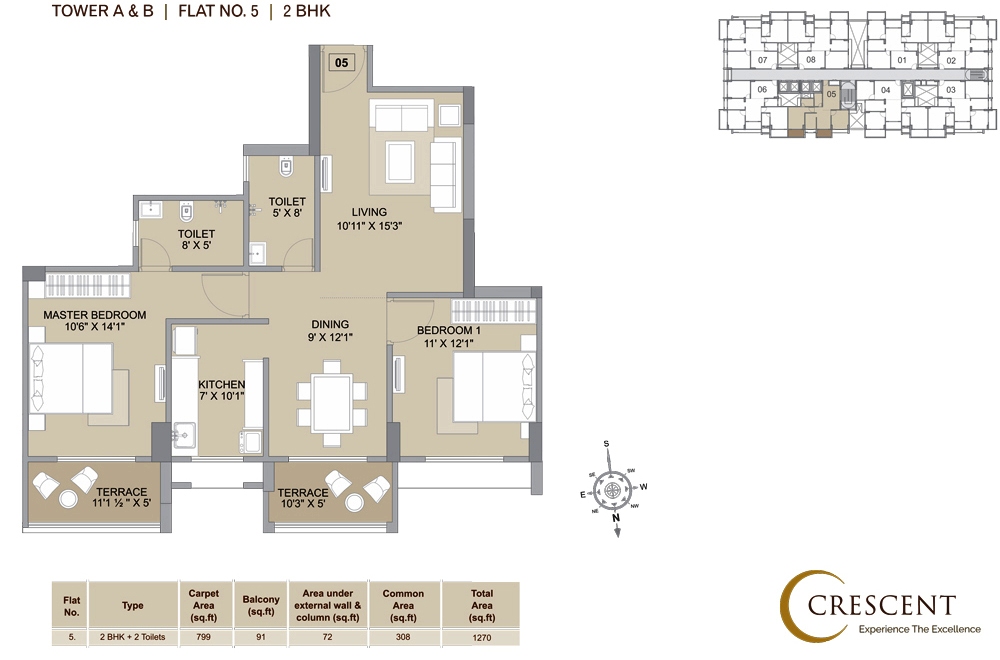 TOWER A & B | FLAT NO. 5 | 2 BHK
05
07
08
01
02
06
05
04
03
TOILET
5' X 8'
LIVING
10'11" X 15'3"
TOILET
8' X 5'
MASTER BEDROOM
10'6" X 14'1"
DINING
9' X 12'1"
BEDROOM 1
11' X 12'1"
KITCHEN
7' X 10'1"
TERRACE
11'1 ½ " X 5'
TERRACE
10'3" X 5'
S
SE
SW
E
W
NE
NW
N
Flat No.
Type
Carpet Area (sq.ft)
Balcony (sq.ft)
Area under external wall & column (sq.ft)
Common Area (sq.ft)
Total Area (sq.ft)
5. 2 BHK + 2 Toilets 799 91 72 308 1270
CRESCENT
Experience The Excellence